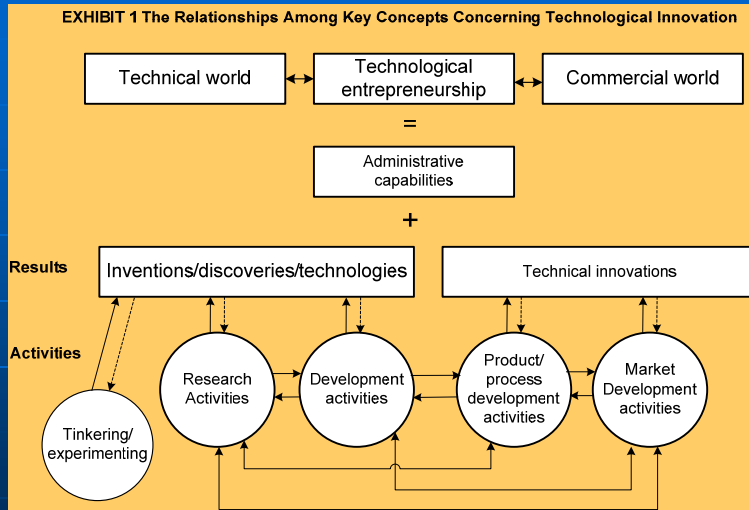 EXHIBIT 1 The Relationships Among Key Concepts Concerning Technological Innovation
Technical world
Technological
entrepreneurship
Commercial world
=
Administrative
capabilities
+
Results
Inventions/discoveries/technologies
Technical innovations
Activities
Tinkering/
experimenting
Research
Activities
Development
activities
Product/
process
development
activities
Market
Development
activities